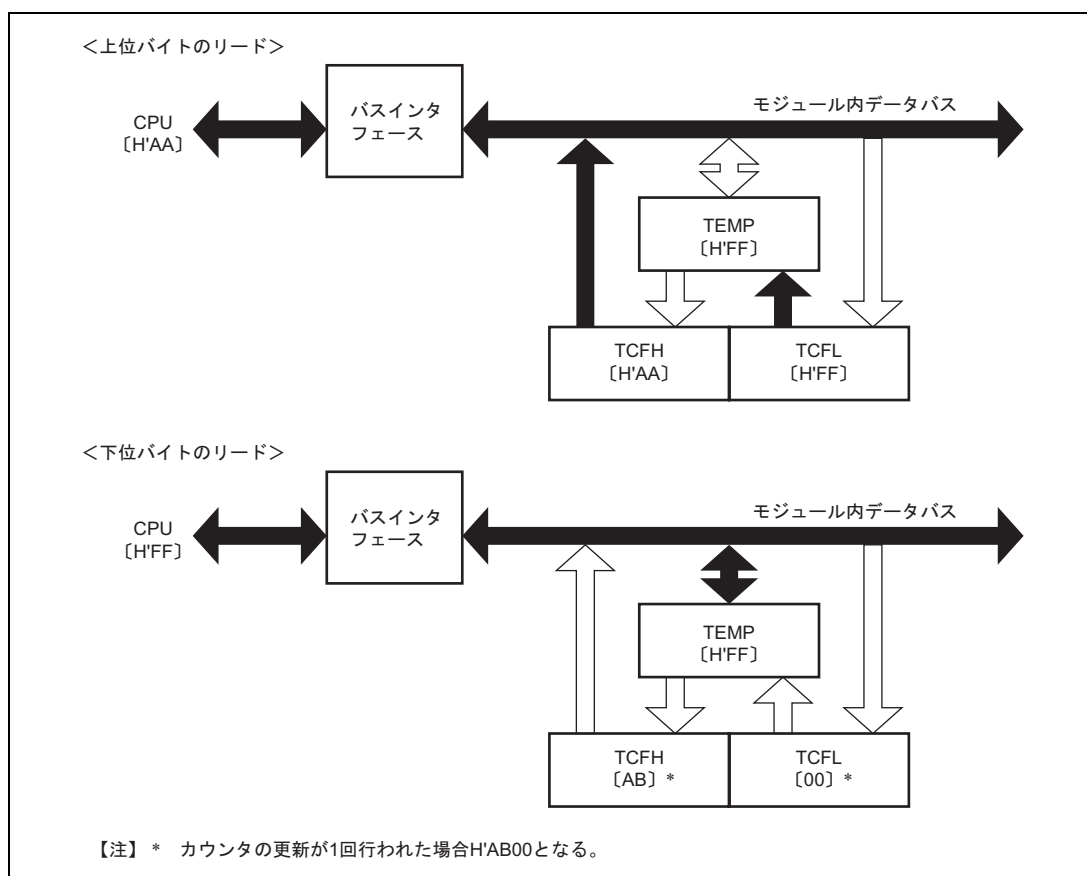 ＜上位バイトのリード＞
CPU
〔H'AA〕
バスインタ
フェース
モジュール内データバス
TEMP
〔H'FF〕
TCFH
〔H'AA〕
TCFL
〔H'FF〕
＜下位バイトのリード＞
CPU
〔H'FF〕
バスインタ
フェース
モジュール内データバス
TEMP
〔H'FF〕
TCFH
〔AB〕*
TCFL
〔00〕*
【注】 *　カウンタの更新が1回行われた場合H'AB00となる。